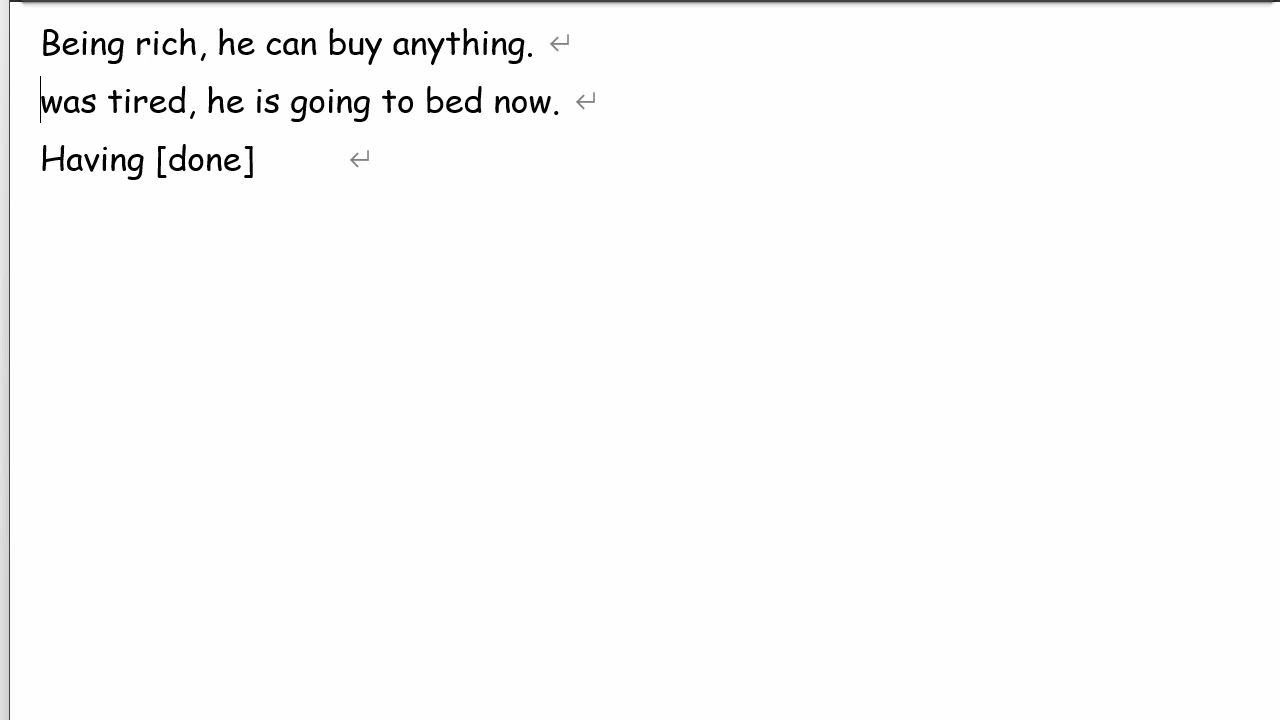 Being rich, he can buy anything.
was tired, he is going to bed now.
Having [done]